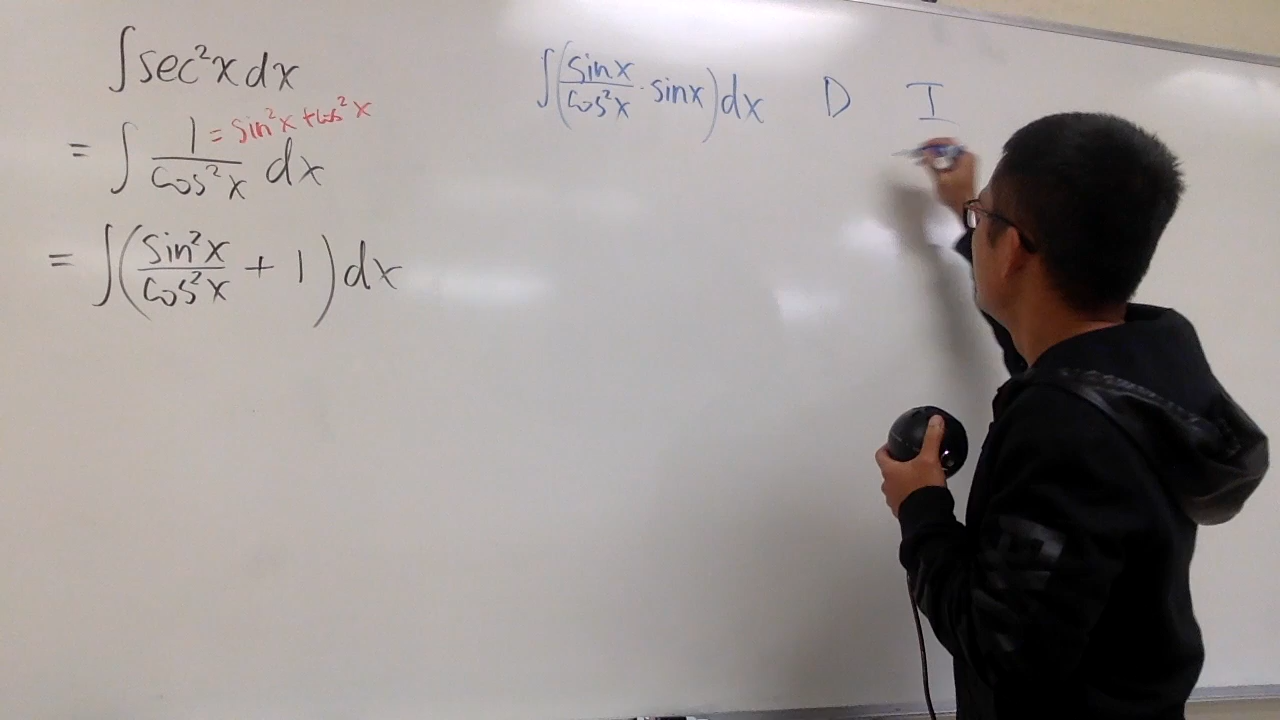 ∫sec²x dx
= ∫ 1/cos²x dx
1 = sin²x + cos²x
= ∫(sin²x/cos²x + 1)dx
∫(sinx/cos²x · sinx)dx D I